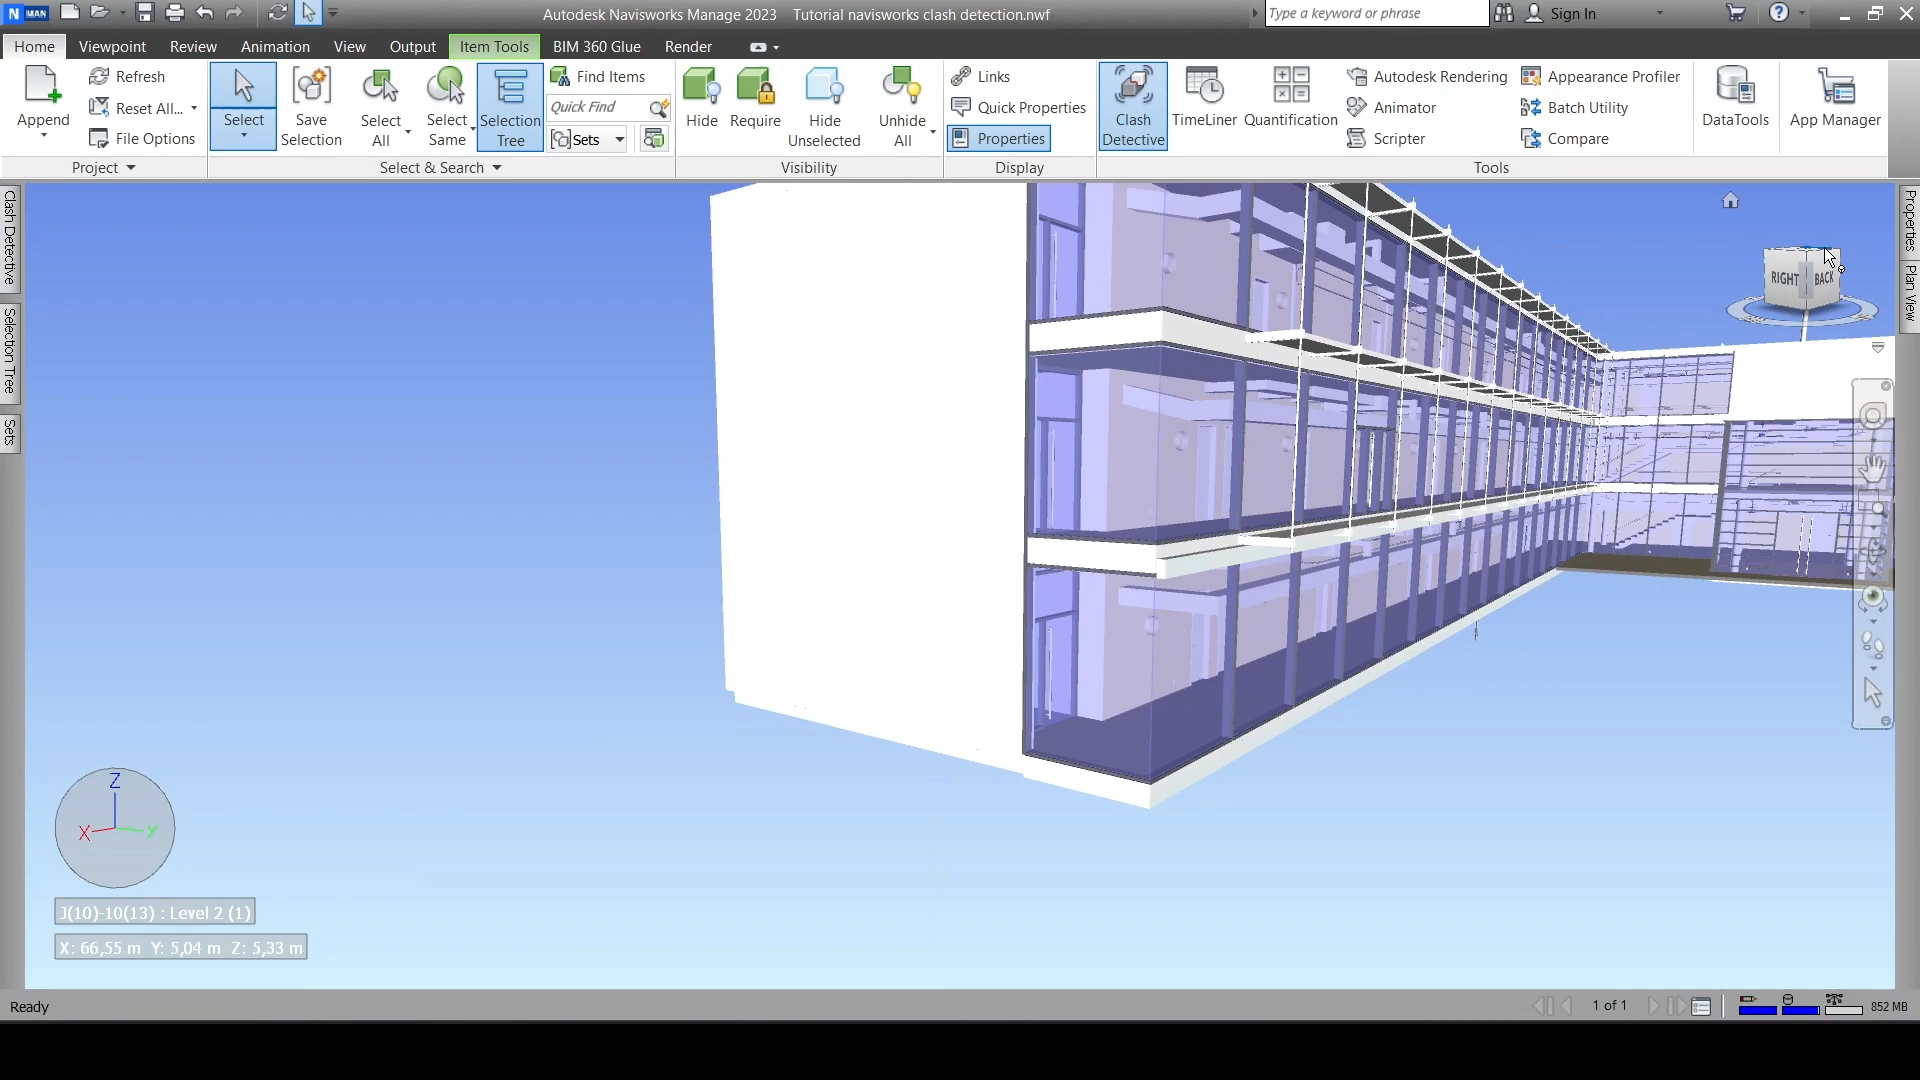 N MAN
Autodesk Navisworks Manage 2023 Tutorial navisworks clash detection.nwf
Type a keyword or phrase
Sign In
Home Viewpoint Review Animation View Output Item Tools BIM 360 Glue Render
Append
Refresh
Reset All...
File Options
Project
Select
Save Selection
Select All
Select Same
Selection Tree
Find Items
Quick Find
Sets
Select & Search
Hide
Require
Hide Unselected
Unhide All
Visibility
Links
Quick Properties
Properties
Display
Clash Detective
TimeLiner
Quantification
Autodesk Rendering
Animator
Scripter
Appearance Profiler
Batch Utility
Compare
DataTools
App Manager
Tools
Clash Detective
Selection Tree
Sets
Properties
Plan View
RIGHT BACK
Z
X Y
J(10)-10(13) : Level 2 (1)
X: 66,55 m Y: 5,04 m Z: 5,33 m
Ready
1 of 1
852 MB